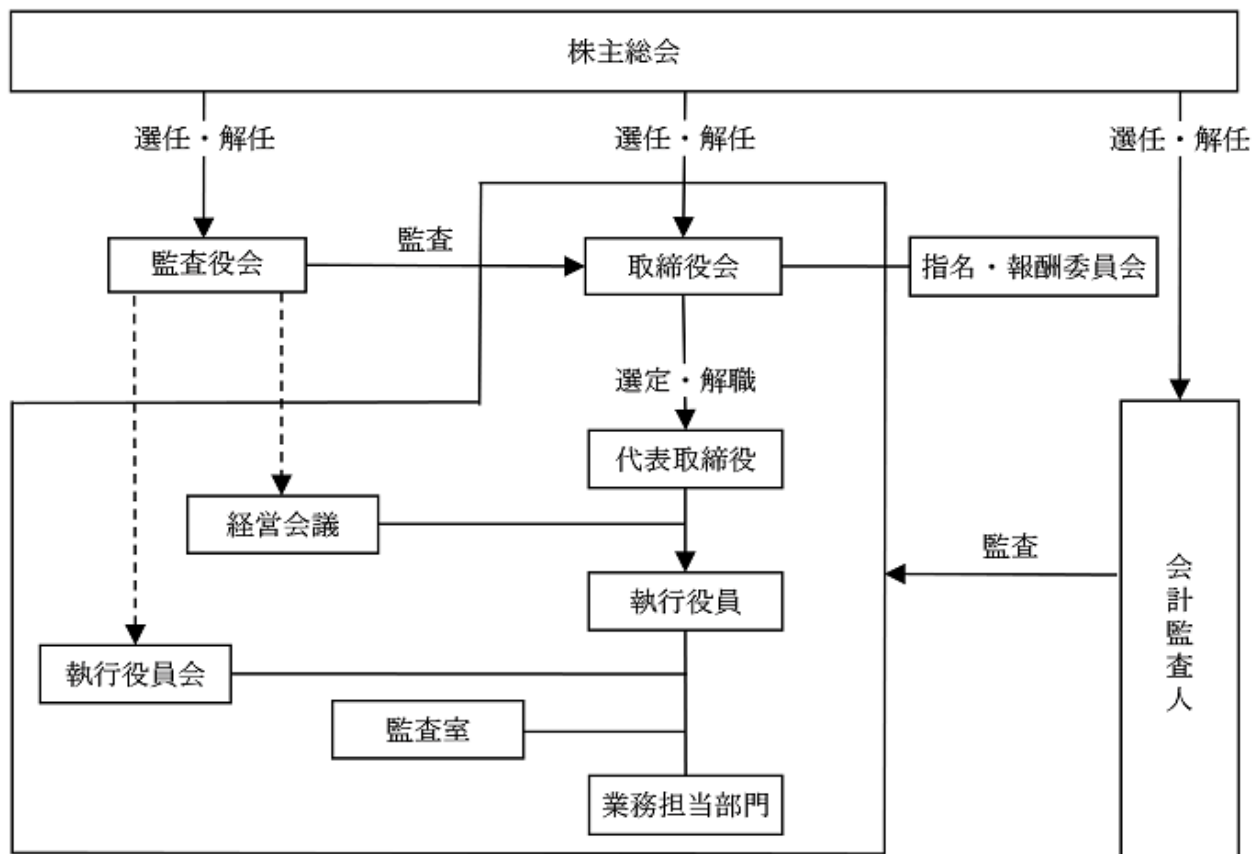 株主総会
選任・解任
選任・解任
選任・解任
監査役会
監査
取締役会
指名・報酬委員会
選定・解職
代表取締役
経営会議
監査
執行役員
会計監査人
執行役員会
監査室
業務担当部門